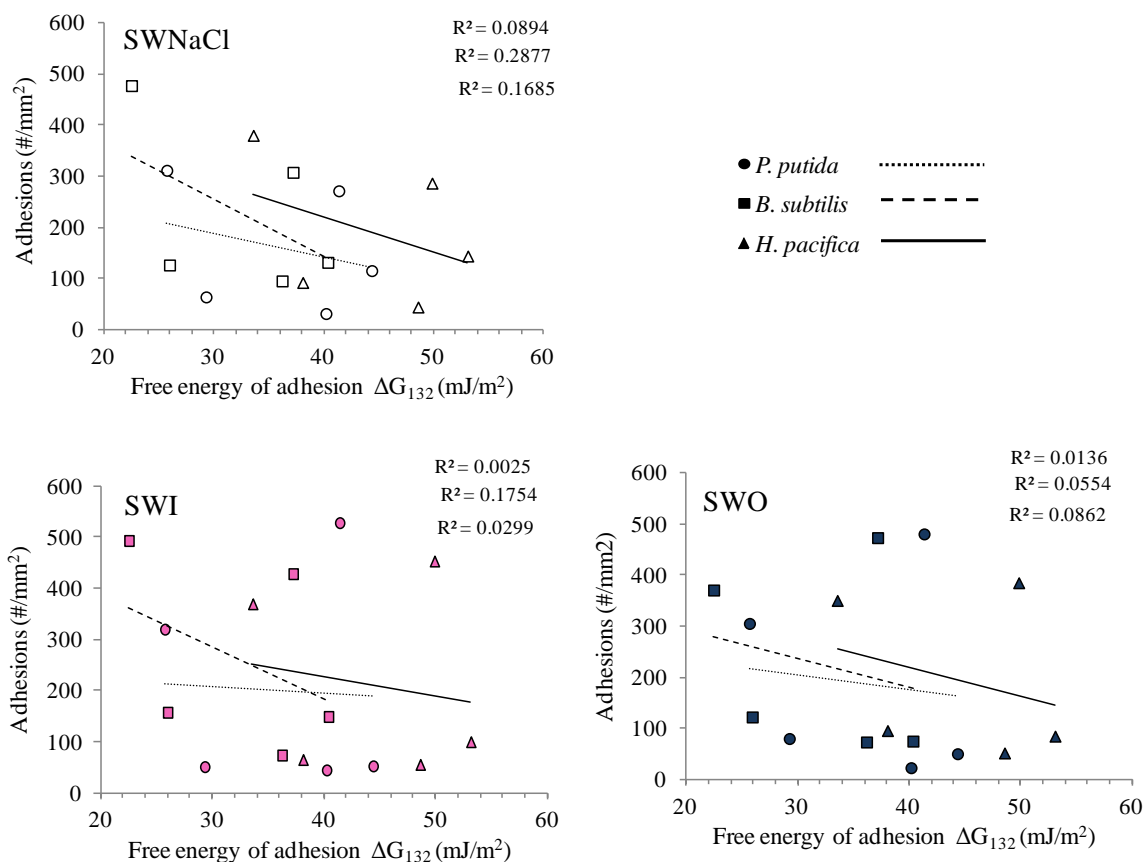 SWNaCl
R² = 0.0894
R² = 0.2877
R² = 0.1685
Adhesions (#/mm²)
600
500
400
300
200
100
0
20 30 40 50 60
Free energy of adhesion ΔG₁₃₂ (mJ/m²)
P. putida
B. subtilis
H. pacifica
SWI
R² = 0.0025
R² = 0.1754
R² = 0.0299
Adhesions (#/mm²)
600
500
400
300
200
100
0
20 30 40 50 60
Free energy of adhesion ΔG₁₃₂ (mJ/m²)
SWO
R² = 0.0136
R² = 0.0554
R² = 0.0862
Adhesions (#/mm2)
600
500
400
300
200
100
0
20 30 40 50 60
Free energy of adhesion ΔG₁₃₂ (mJ/m²)